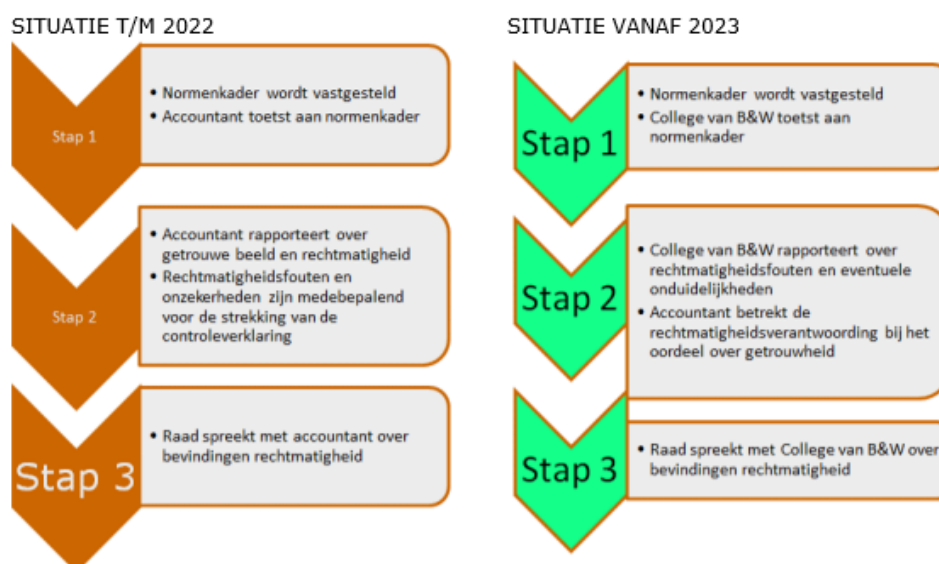 SITUATIE T/M 2022
Stap 1
• Normenkader wordt vastgesteld
• Accountant toetst aan normenkader
Stap 2
• Accountant rapporteert over
getrouwe beeld en rechtmatigheid
• Rechtmatigheidsfouten en
onzekerheden zijn medebepalend
voor de strekking van de
controleverklaring
Stap 3
• Raad spreekt met accountant over
bevindingen rechtmatigheid
SITUATIE VANAF 2023
Stap 1
• Normenkader wordt vastgesteld
• College van B&W toetst aan
normenkader
Stap 2
• College van B&W rapporteert over
rechtmatigheidsfouten en eventuele
onduidelijkheden
• Accountant betrekt de
rechtmatigheidsverantwoording bij het
oordeel over getrouwheid
Stap 3
• Raad spreekt met College van B&W over
bevindingen rechtmatigheid